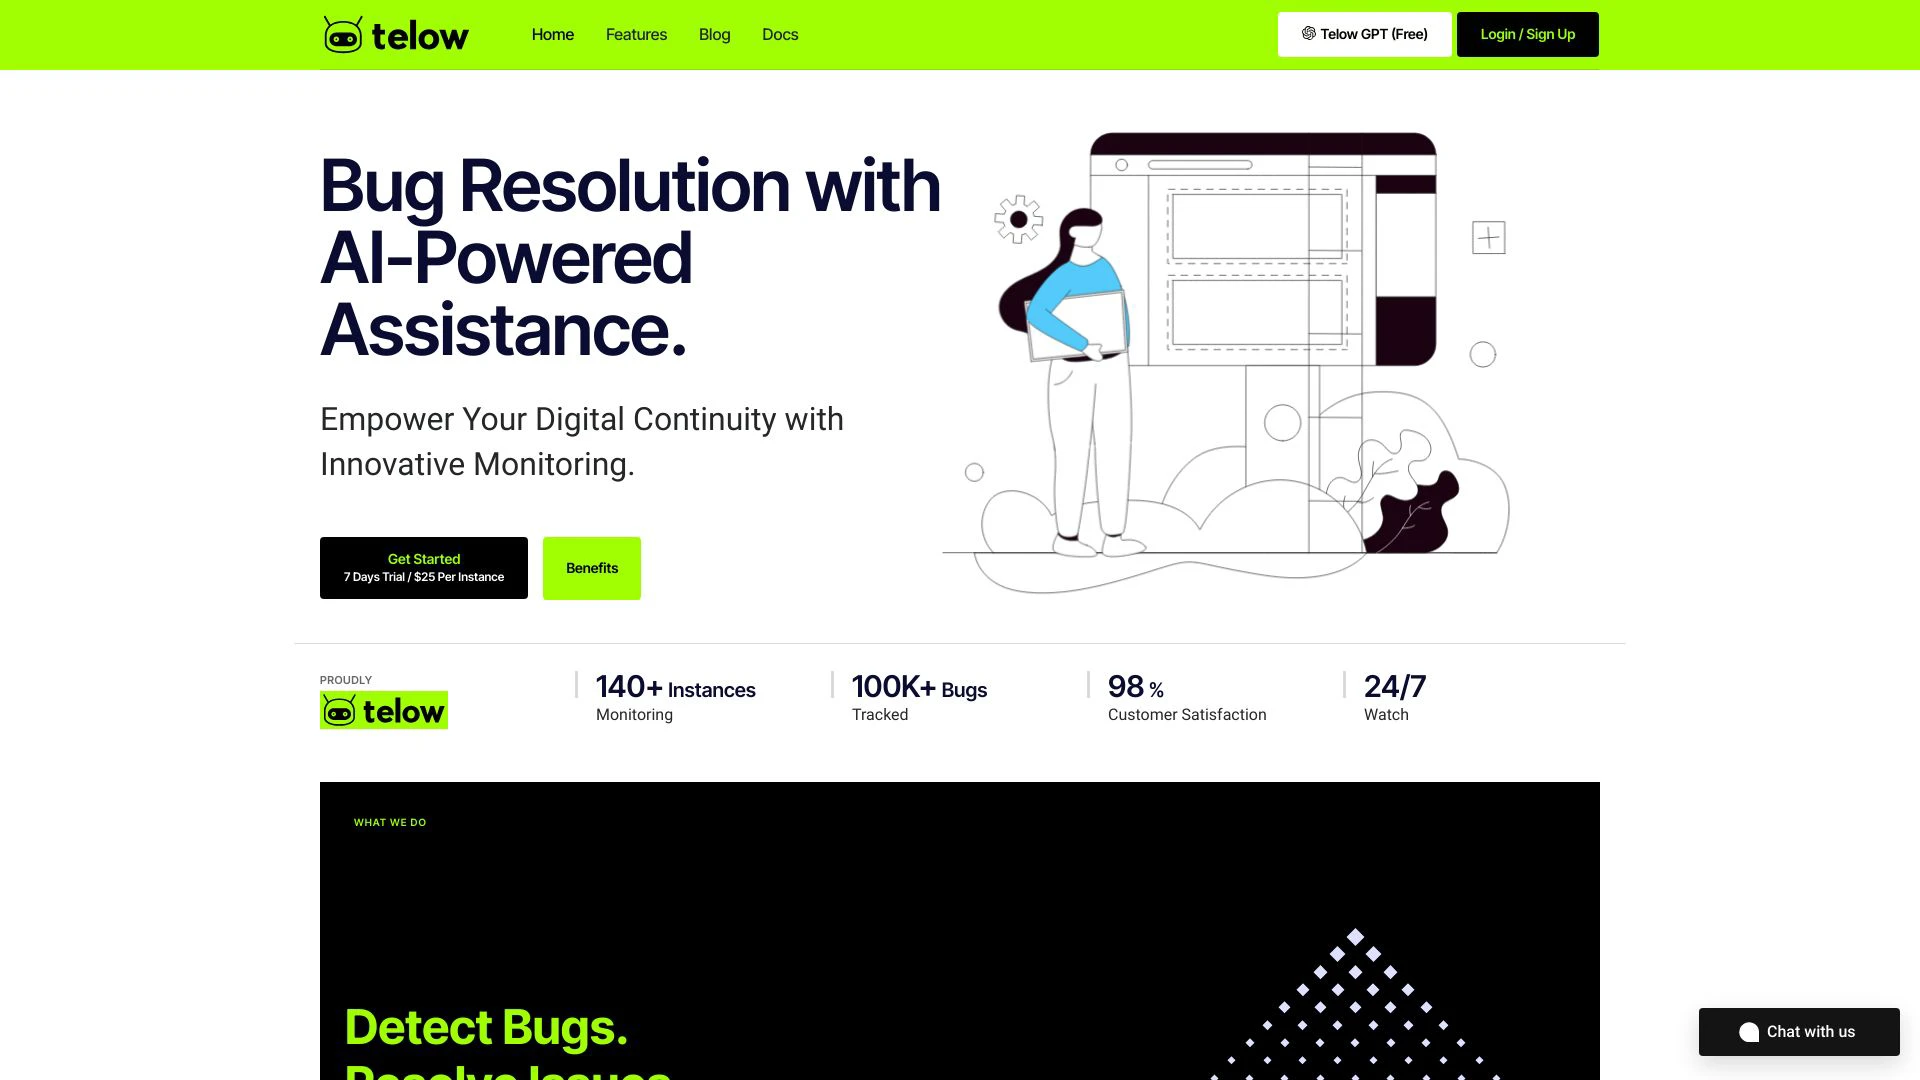 telow
Home
Features
Blog
Docs
Telow GPT (Free)
Login / Sign Up
Bug Resolution with
AI-Powered
Assistance.
Empower Your Digital Continuity with
Innovative Monitoring.
Get Started
7 Days Trial / $25 Per Instance
Benefits
PROUDLY
telow
140+ Instances
Monitoring
100K+ Bugs
Tracked
98 %
Customer Satisfaction
24/7
Watch
WHAT WE DO
Detect Bugs.
Resolve Issues
Chat with us